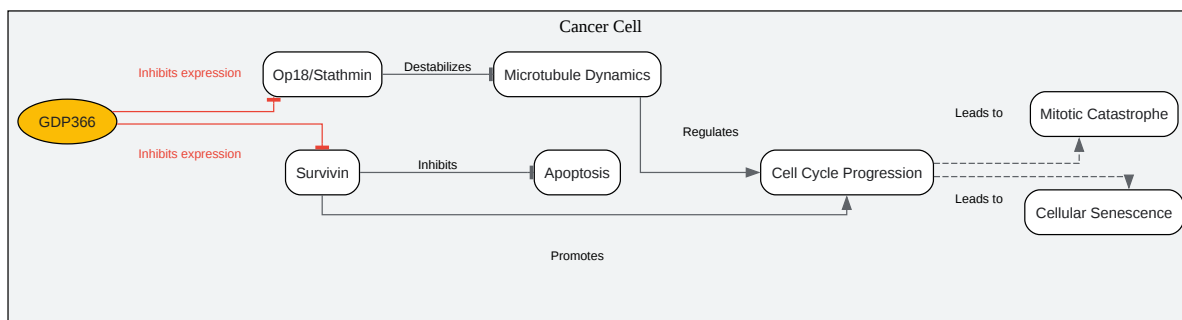 Cancer Cell
Inhibits expression
Op18/Stathmin
Destabilizes
Microtubule Dynamics
GDP366
Inhibits expression
Survivin
Inhibits
Apoptosis
Regulates
Cell Cycle Progression
Leads to
Mitotic Catastrophe
Leads to
Cellular Senescence
Promotes